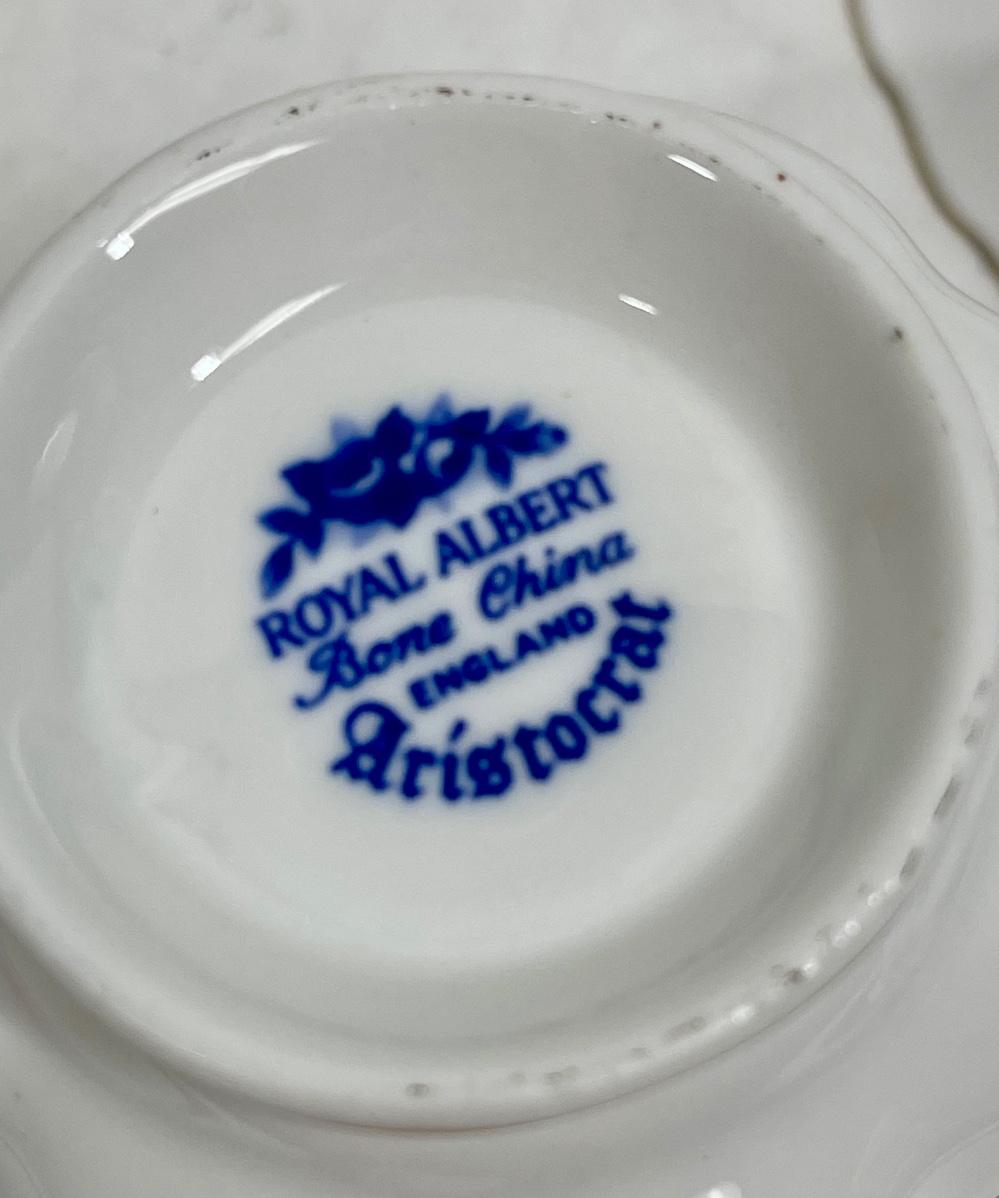 ROYAL ALBERT
Bone China
ENGLAND
Aristocrat